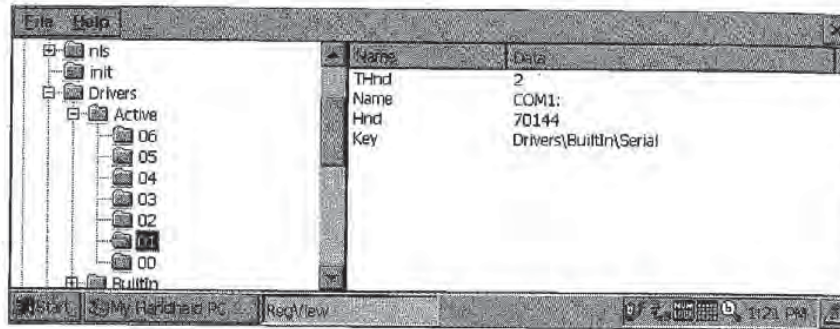 File Help
nls
init
Drivers
Active
06
05
04
03
02
01
00
BuiltIn
Name Data
THnd 2
Name COM1:
Hnd 70144
Key Drivers\BuiltIn\Serial
Start My Handheld PC RegView 1:21 PM